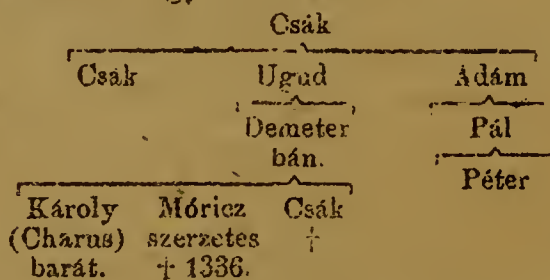 Csák
Csák Ugud Ádám
Demeter Pál
bán.
Péter
Károly Móricz Csák
(Charus) szerzetes †
barát. † 1336.